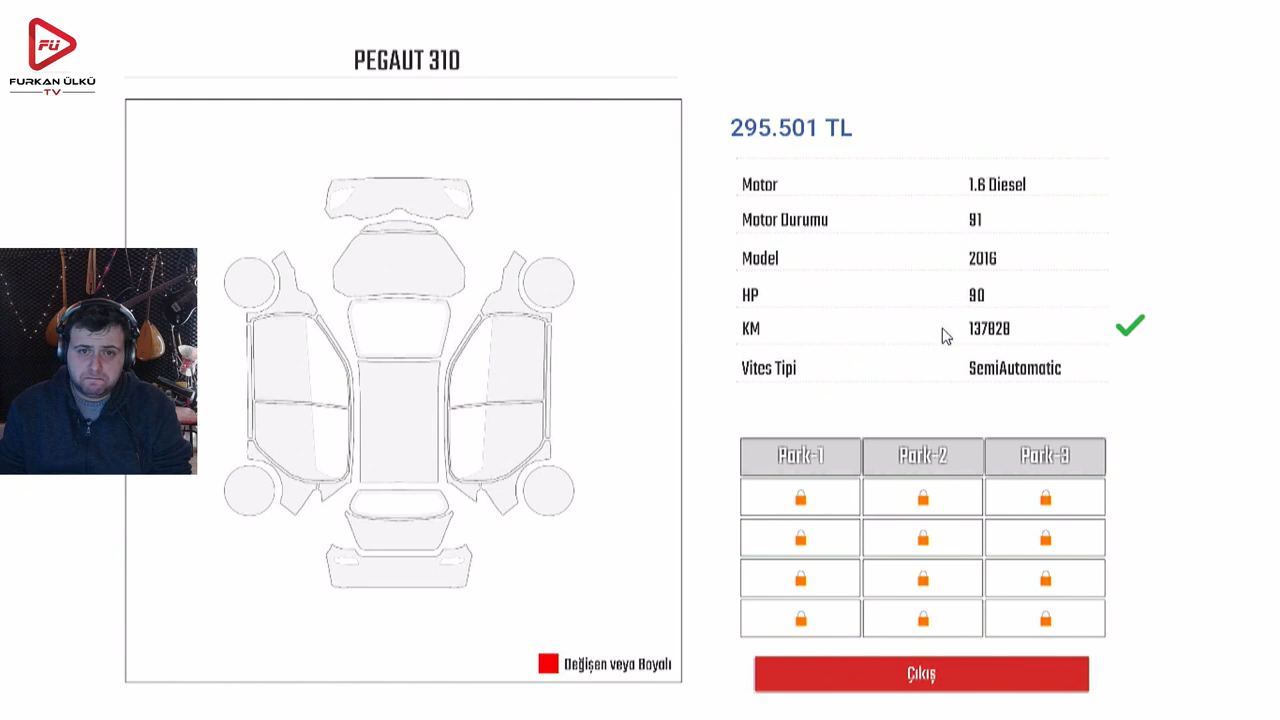 FU
FURKAN ÜLKÜ
TV
PEGAUT 310
295.501 TL
Motor 1.6 Diesel
Motor Durumu 91
Model 2016
HP 90
KM 137828
Vites Tipi SemiAutomatic
Park-1 Park-2 Park-3
Değişen veya Boyalı
Çıkış